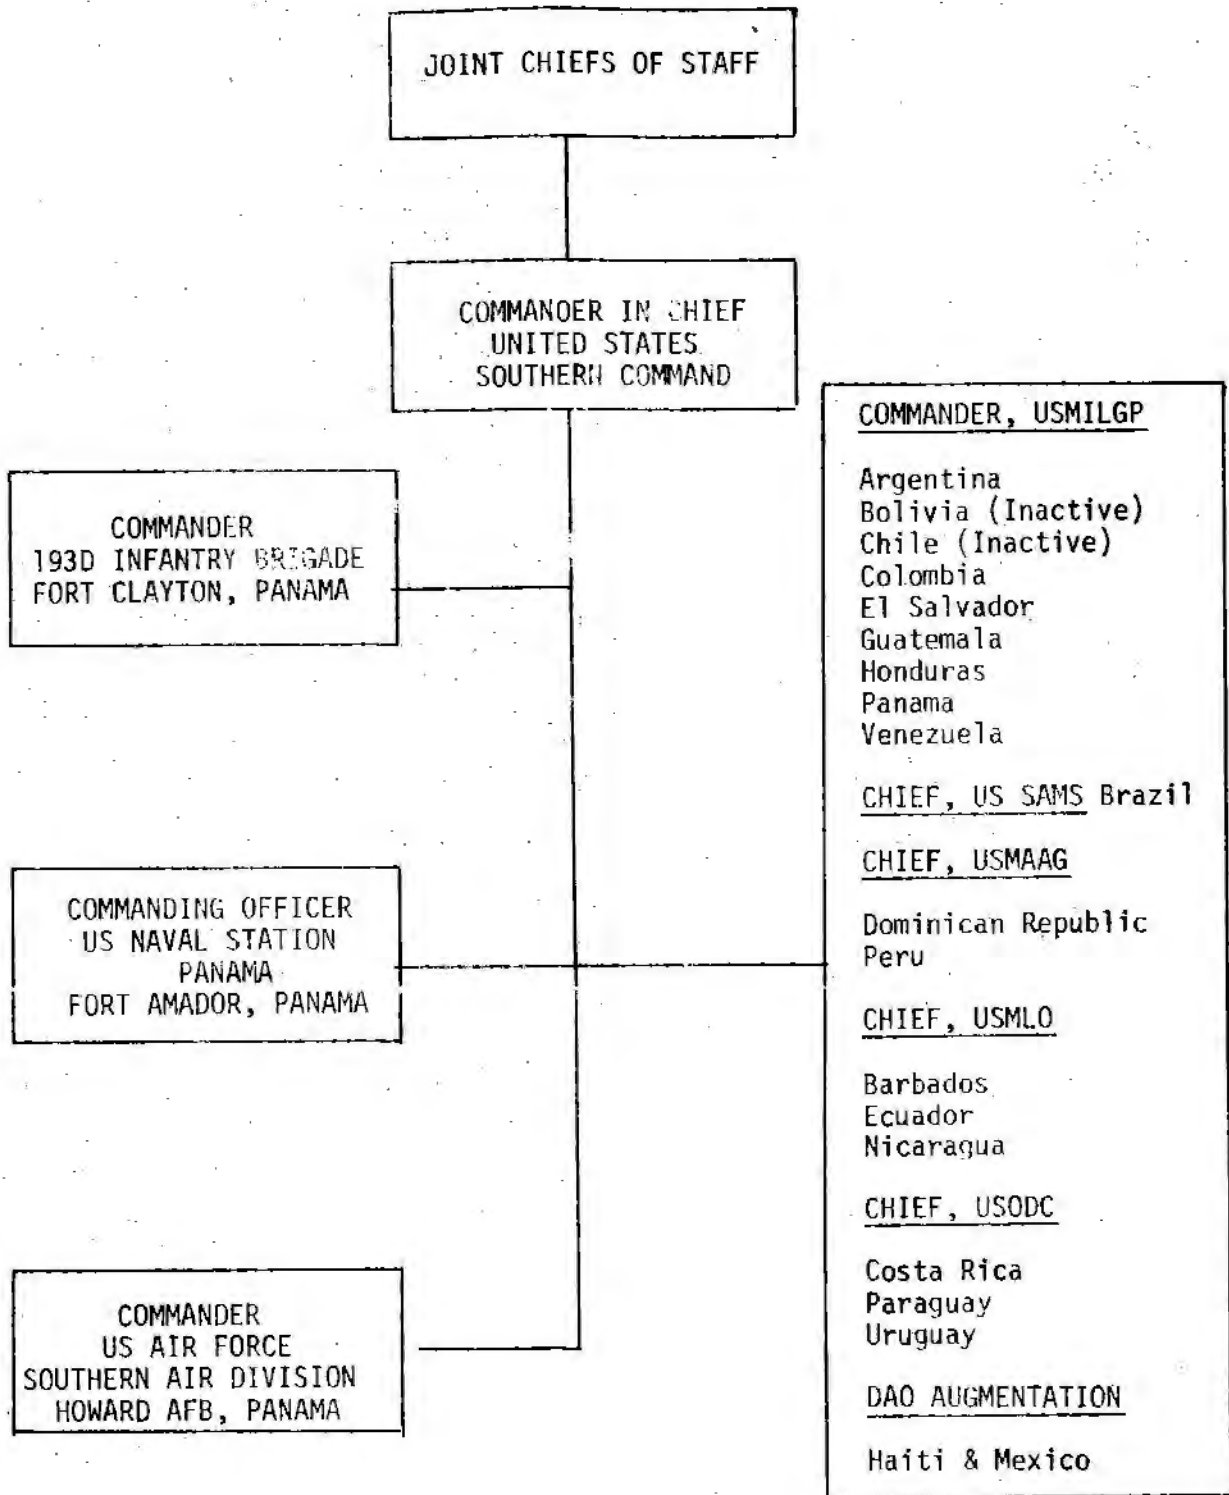 JOINT CHIEFS OF STAFF
COMMANDER IN CHIEF
UNITED STATES
SOUTHERN COMMAND
COMMANDER
193D INFANTRY BRIGADE
FORT CLAYTON, PANAMA
COMMANDING OFFICER
US NAVAL STATION
PANAMA
FORT AMADOR, PANAMA
COMMANDER
US AIR FORCE
SOUTHERN AIR DIVISION
HOWARD AFB, PANAMA
COMMANDER, USMILGP
Argentina
Bolivia (Inactive)
Chile (Inactive)
Colombia
El Salvador
Guatemala
Honduras
Panama
Venezuela
CHIEF, US SAMS Brazil
CHIEF, USMAAG
Dominican Republic
Peru
CHIEF, USMLO
Barbados
Ecuador
Nicaragua
CHIEF, USODC
Costa Rica
Paraguay
Uruguay
DAO AUGMENTATION
Haiti & Mexico